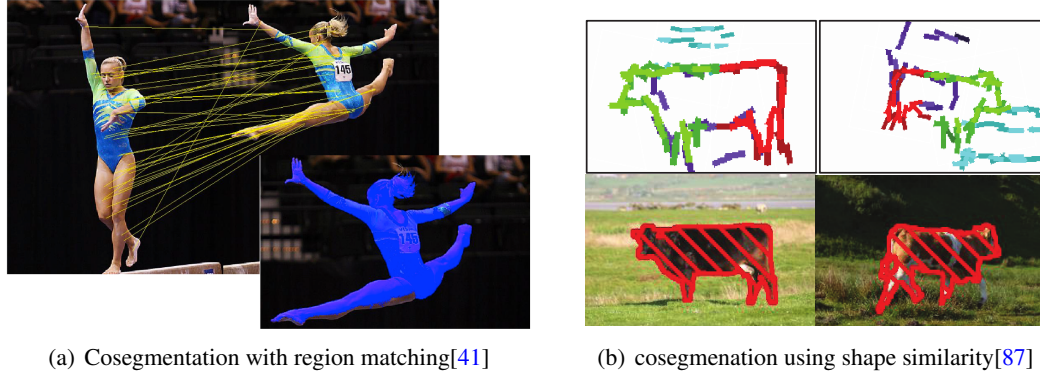 145
145
(a) Cosegmentation with region matching[41]
(b) cosegmenation using shape similarity[87]